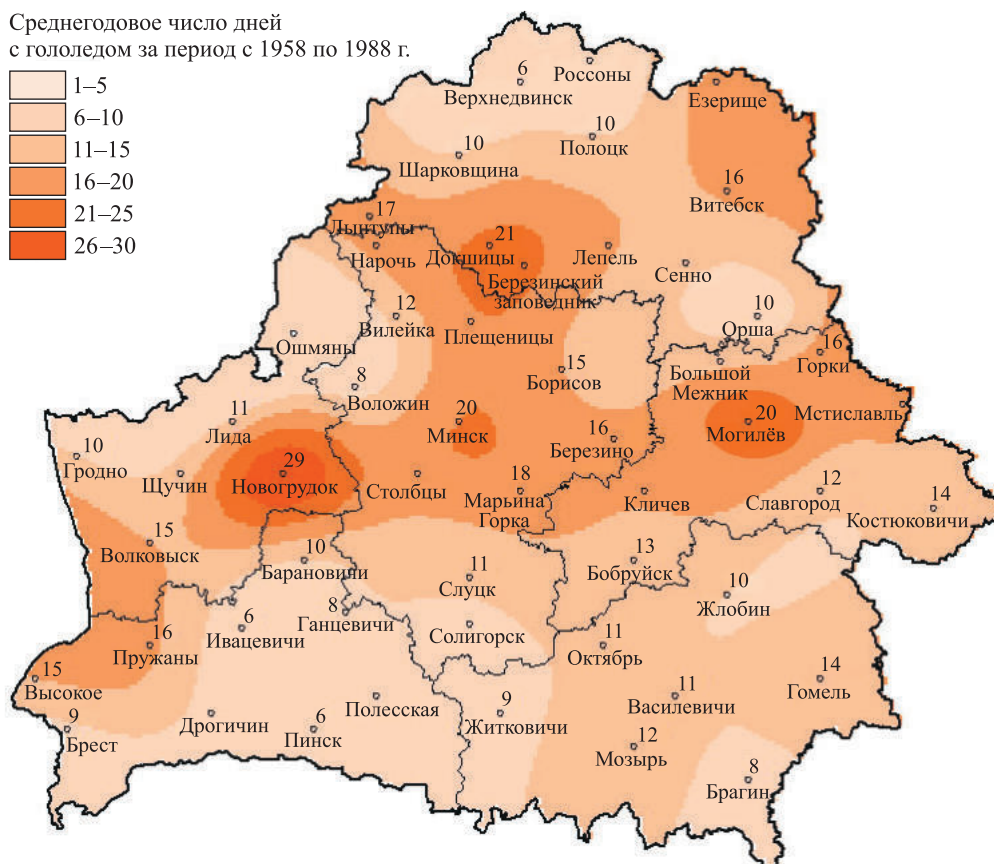 Среднегодовое число дней
с гололедом за период с 1958 по 1988 г.
1–5
6–10
11–15
16–20
21–25
26–30
6
Верхнедвинск
Россоны
Езерище
10
Шарковщина
10
Полоцк
16
Витебск
17
Лынтупы
Нарочь
21
Докшицы
Березинский
заповедник
Лепель
Сенно
12
Вилейка
Плещеницы
10
Орша
Ошмяны
15
Борисов
Большой
Межник
16
Горки
8
Воложин
Мстиславль
11
Лида
20
Минск
16
Березино
20
Могилёв
10
Гродно
Щучин
29
Новогрудок
Столбцы
18
Марьина
Горка
Кличев
12
Славгород
14
Костюковичи
15
Волковыск
10
Барановичи
11
Слуцк
13
Бобруйск
10
Жлобин
6
Ивацевичи
8
Ганцевичи
Солигорск
16
Пружаны
11
Октябрь
15
Высокое
14
Гомель
9
Брест
Дрогичин
6
Пинск
Полесская
9
Житковичи
11
Василевичи
12
Мозырь
8
Брагин